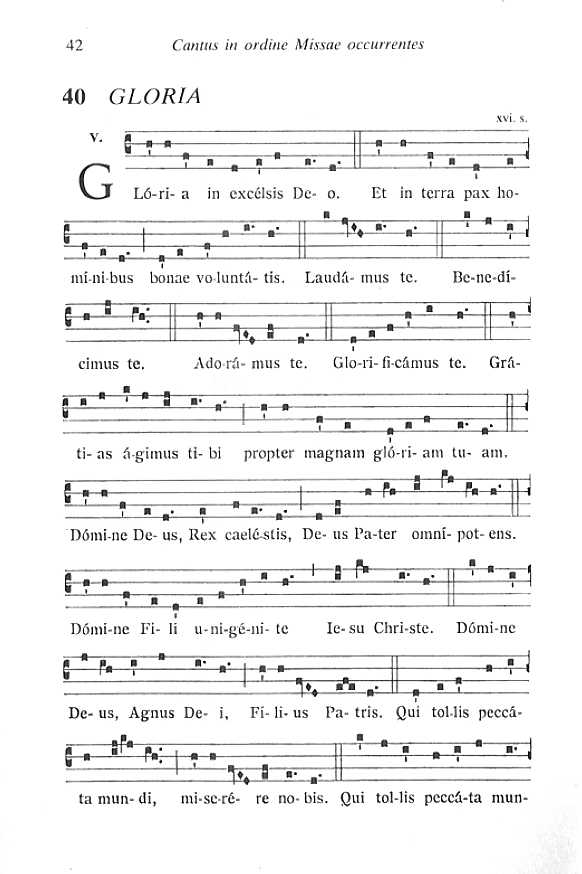 42 Cantus in ordine Missae occurrentes
40 GLORIA
xvi. s.
V.
GLó-ri- a in excélsis De- o. Et in terra pax ho-
mí-ni-bus bonae vo-luntá- tis. Laudá- mus te. Be-ne-dí-
cimus te. Ado-rá- mus te. Glo-ri- fi-cámus te. Grá-
ti- as á-gimus ti- bi propter magnam gló-ri- am tu- am.
Dómi-ne De- us, Rex caelé-stis, De- us Pa-ter omní- pot- ens.
Dómi-ne Fi- li u-ni-gé-ni- te Ie- su Chri-ste. Dómi-ne
De- us, Agnus De- i, Fí- li- us Pa- tris. Qui tol-lis peccá-
ta mun- di, mi-se-ré- re no- bis. Qui tol-lis peccá-ta mun-